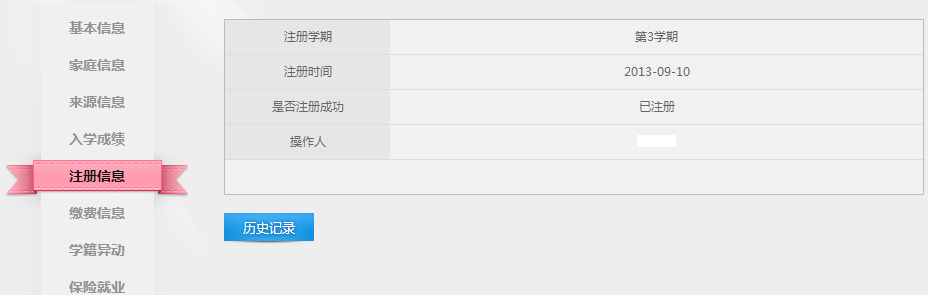 基本信息
家庭信息
来源信息
入学成绩
注册信息
缴费信息
学籍异动
保险就业
注册学期 第3学期
注册时间 2013-09-10
是否注册成功 已注册
操作人
历史记录